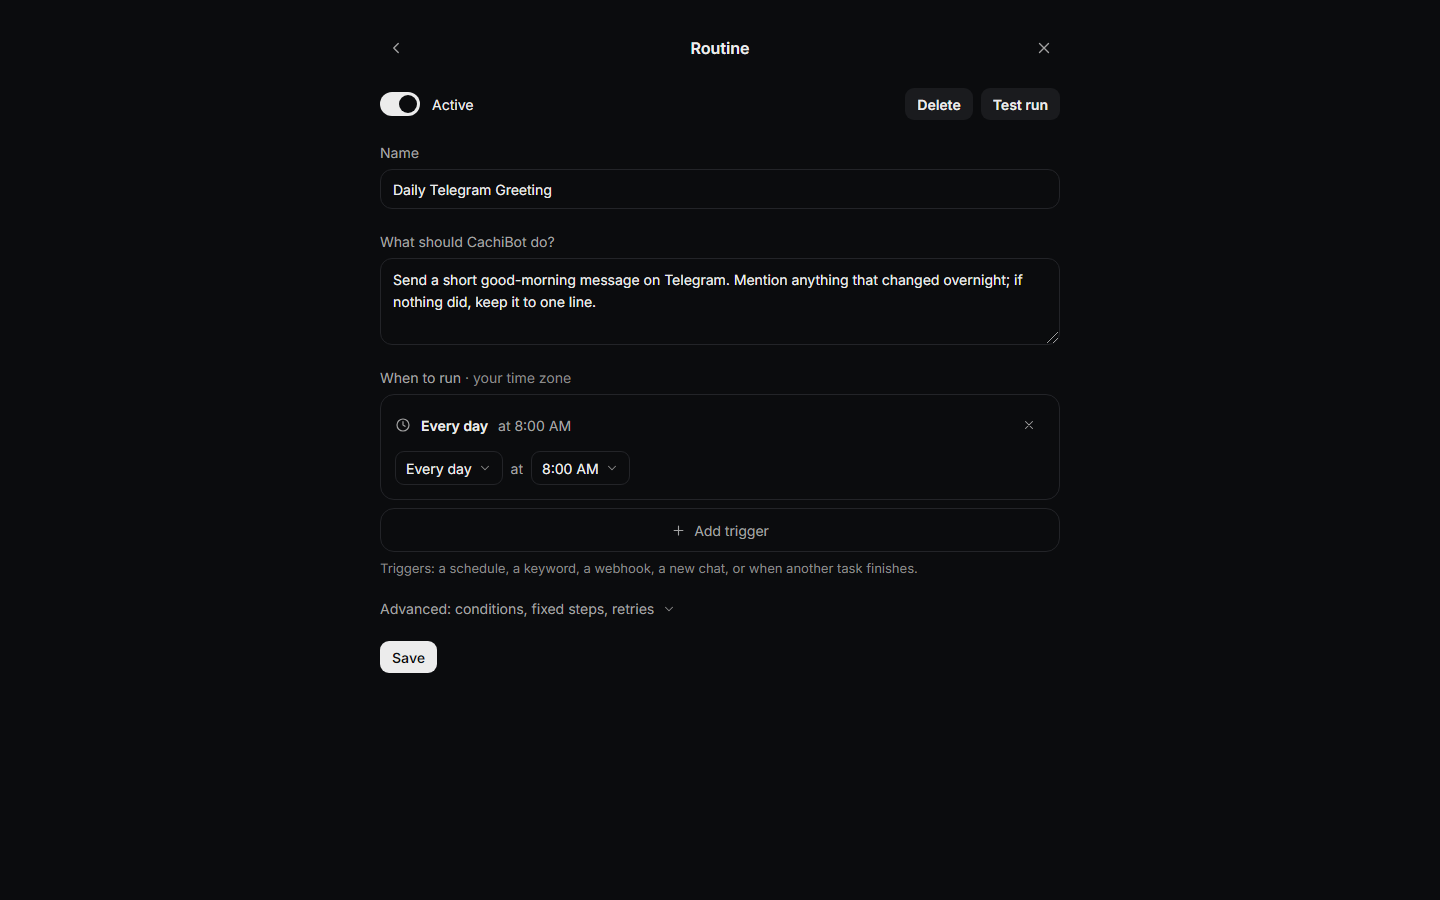 Routine
Active
Delete
Test run
Name
Daily Telegram Greeting
What should CachiBot do?
Send a short good-morning message on Telegram. Mention anything that changed overnight; if
nothing did, keep it to one line.
When to run · your time zone
Every day at 8:00 AM
Every day at 8:00 AM
Add trigger
Triggers: a schedule, a keyword, a webhook, a new chat, or when another task finishes.
Advanced: conditions, fixed steps, retries
Save